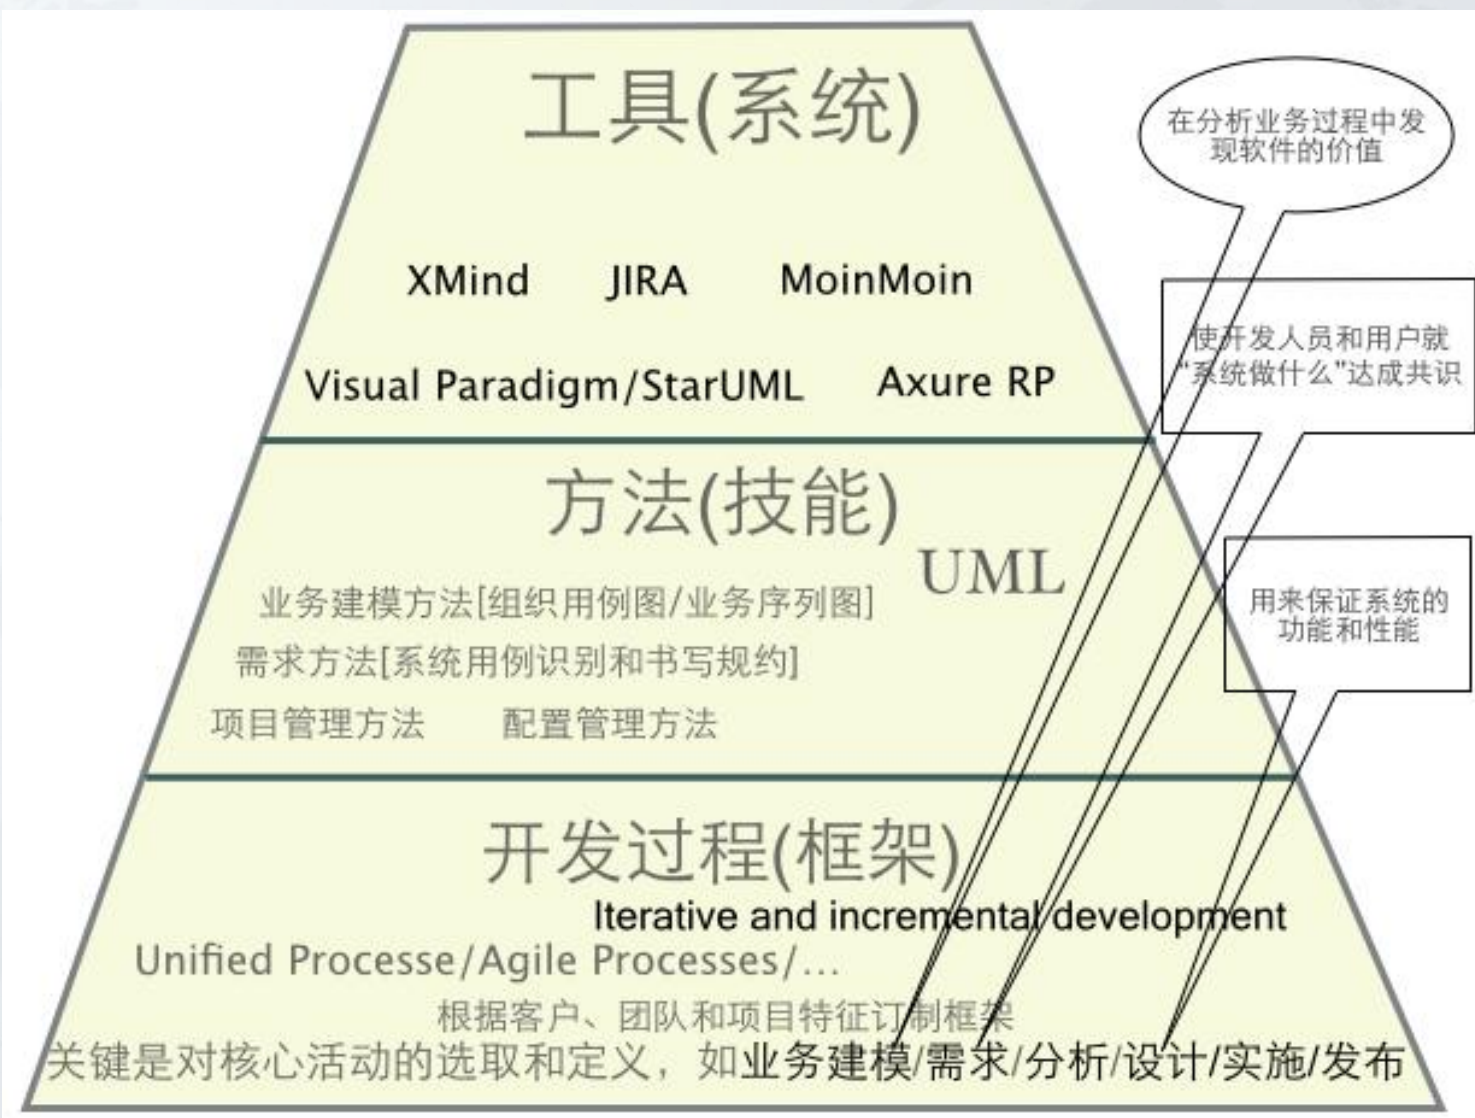 工具(系统)
在分析业务过程中发
现软件的价值
XMind JIRA MoinMoin
使开发人员和用户就
“系统做什么”达成共识
Visual Paradigm/StarUML Axure RP
方法(技能)
UML
业务建模方法[组织用例图/业务序列图]
用来保证系统的
功能和性能
需求方法[系统用例识别和书写规约]
项目管理方法 配置管理方法
开发过程(框架)
Iterative and incremental development
Unified Processe/Agile Processes/...
根据客户、团队和项目特征订制框架
关键是对核心活动的选取和定义，如业务建模/需求/分析/设计/实施/发布